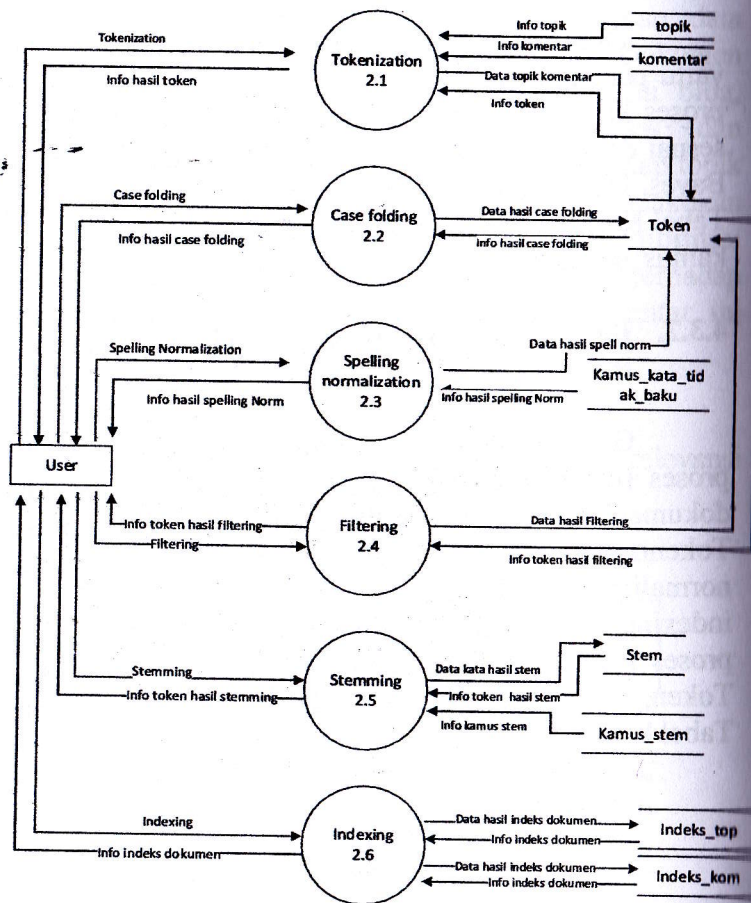 Info topik
topik
Tokenization
Info komentar
komentar
Tokenization
2.1
Data topik komentar
Info hasil token
Info token
Case folding
Case folding
2.2
Data hasil case folding
Token
Info hasil case folding
Info hasil case folding
4.3.2
Spelling Normalization
Data hasil spell norm
Spelling
normalization
2.3
Kamus_kata_tid
ak_baku
Info hasil spelling Norm
Info hasil spelling Norm
User
Info token hasil filtering
Filtering
Filtering
2.4
Data hasil Filtering
Info token hasil filtering
Stemming
Info token hasil stemming
Stemming
2.5
Data kata hasil stem
Stem
Info token hasil stem
Info kamus stem
Kamus_stem
Indexing
Info indeks dokumen
Indexing
2.6
Data hasil indeks dokumen
Indeks_top
Info indeks dokumen
Data hasil indeks dokumen
Indeks_kom
Info indeks dokumen